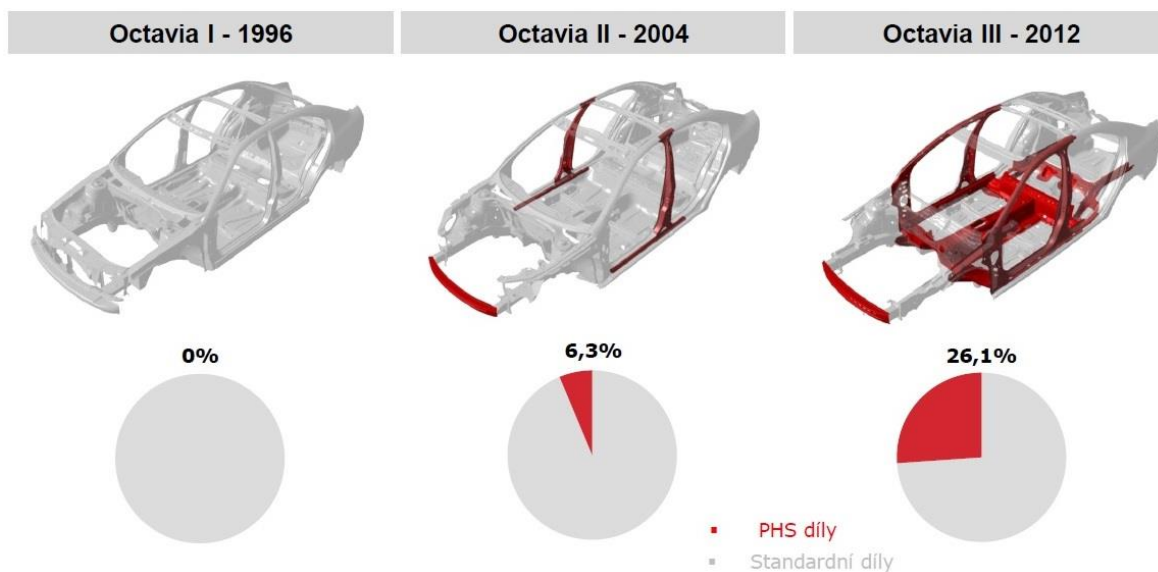 Octavia I - 1996
Octavia II - 2004
Octavia III - 2012
0%
6,3%
26,1%
PHS díly
Standardní díly